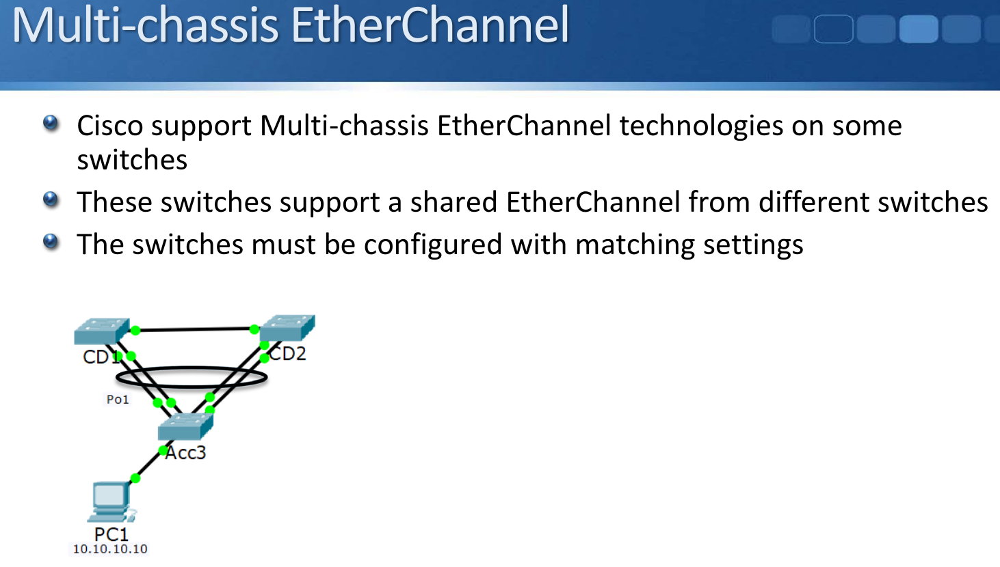 Multi-chassis EtherChannel
Cisco support Multi-chassis EtherChannel technologies on some
switches
These switches support a shared EtherChannel from different switches
The switches must be configured with matching settings
CD1
CD2
Po1
Acc3
PC1
10.10.10.10